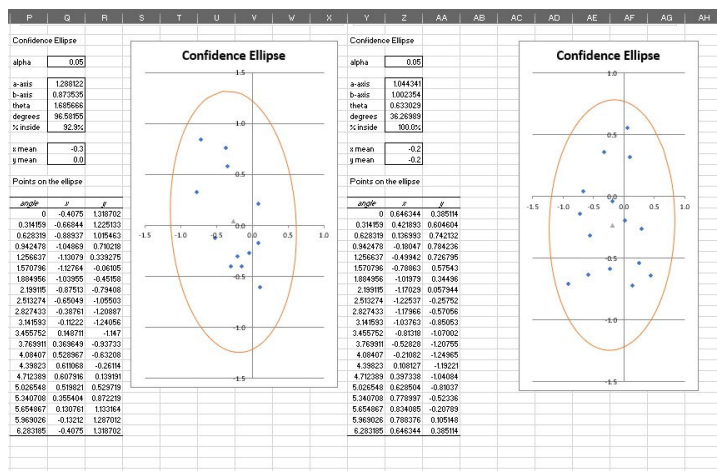 P Q R S T U V W X Y Z AA AB AC AD AE AF AG AH
Confidence Ellipse
alpha 0.05
a-axis 1.288122
b-axis 0.873535
theta 1.685666
degrees 96.58155
% inside 92.9%
x mean -0.3
y mean 0.0
Points on the ellipse
angle x y
0 -0.4075 1.318702
0.314159 -0.66844 1.225133
0.628319 -0.88937 1.015463
0.942478 -1.04869 0.710218
1.256637 -1.13079 0.339275
1.570796 -1.12764 -0.06105
1.884956 -1.03955 -0.45158
2.199115 -0.87513 -0.79408
2.513274 -0.65049 -1.05503
2.827433 -0.38761 -1.20887
3.141593 -0.11222 -1.24056
3.455752 0.148711 -1.147
3.769911 0.369649 -0.93733
4.08407 0.528967 -0.63208
4.39823 0.611068 -0.26114
4.712389 0.607916 0.139191
5.026548 0.519821 0.529719
5.340708 0.355404 0.872219
5.654867 0.130761 1.133164
5.969026 -0.13212 1.287012
6.283185 -0.4075 1.318702
Confidence Ellipse
1.5
1.0
0.5
0.0
-1.5 -1.0 -0.5 0.0 0.5 1.0
-0.5
-1.0
-1.5
Confidence Ellipse
alpha 0.05
a-axis 1.044341
b-axis 1.002354
theta 0.633029
degrees 36.26989
% inside 100.0%
x mean -0.2
y mean -0.2
Points on the ellipse
angle x y
0 0.646344 0.385114
0.314159 0.421893 0.604604
0.628319 0.136993 0.742132
0.942478 -0.18047 0.784236
1.256637 -0.49942 0.726795
1.570796 -0.78863 0.57543
1.884956 -1.01979 0.34496
2.199115 -1.17029 0.057944
2.513274 -1.22537 -0.25752
2.827433 -1.17966 -0.57056
3.141593 -1.03763 -0.85053
3.455752 -0.81318 -1.07002
3.769911 -0.52828 -1.20755
4.08407 -0.21082 -1.24965
4.39823 0.108127 -1.19221
4.712389 0.397338 -1.04084
5.026548 0.628504 -0.81037
5.340708 0.778997 -0.52336
5.654867 0.834085 -0.20789
5.969026 0.788376 0.105148
6.283185 0.646344 0.385114
Confidence Ellipse
1.0
0.5
0.0
-1.5 -1.0 -0.5 0.0 0.5 1.0
-0.5
-1.0
-1.5